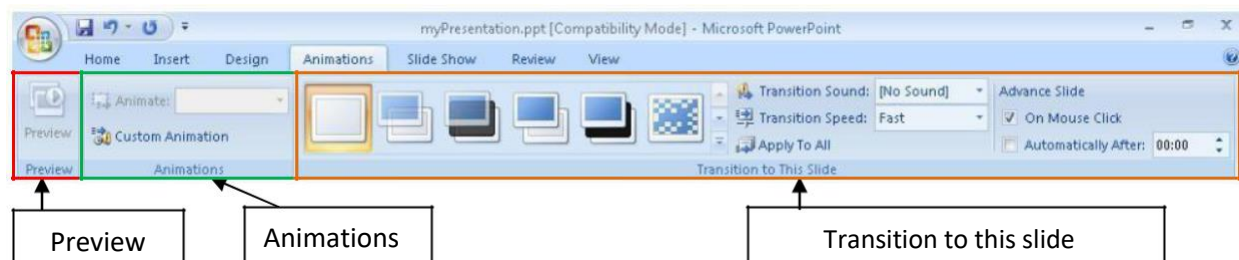 myPresentation.ppt [Compatibility Mode] - Microsoft PowerPoint
Home Insert Design Animations Slide Show Review View
Animate:
Transition Sound: [No Sound] Advance Slide
Preview Custom Animation
Transition Speed: Fast On Mouse Click
Apply To All Automatically After: 00:00
Preview Animations Transition to This Slide
Preview Animations Transition to this slide